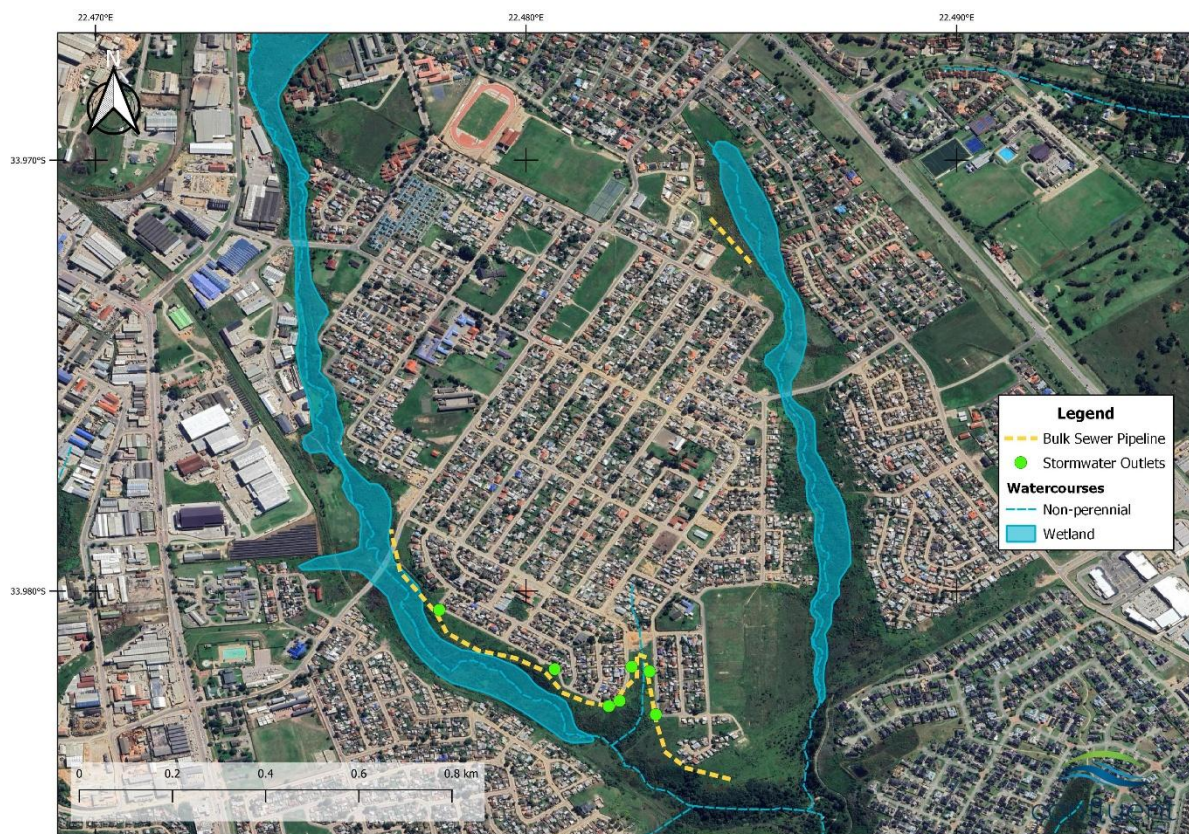 22.470°E 22.480°E 22.490°E
N
33.970°S
Legend
Bulk Sewer Pipeline
Stormwater Outlets
Watercourses
Non-perennial
Wetland
33.980°S
0 0.2 0.4 0.6 0.8 km
confluent